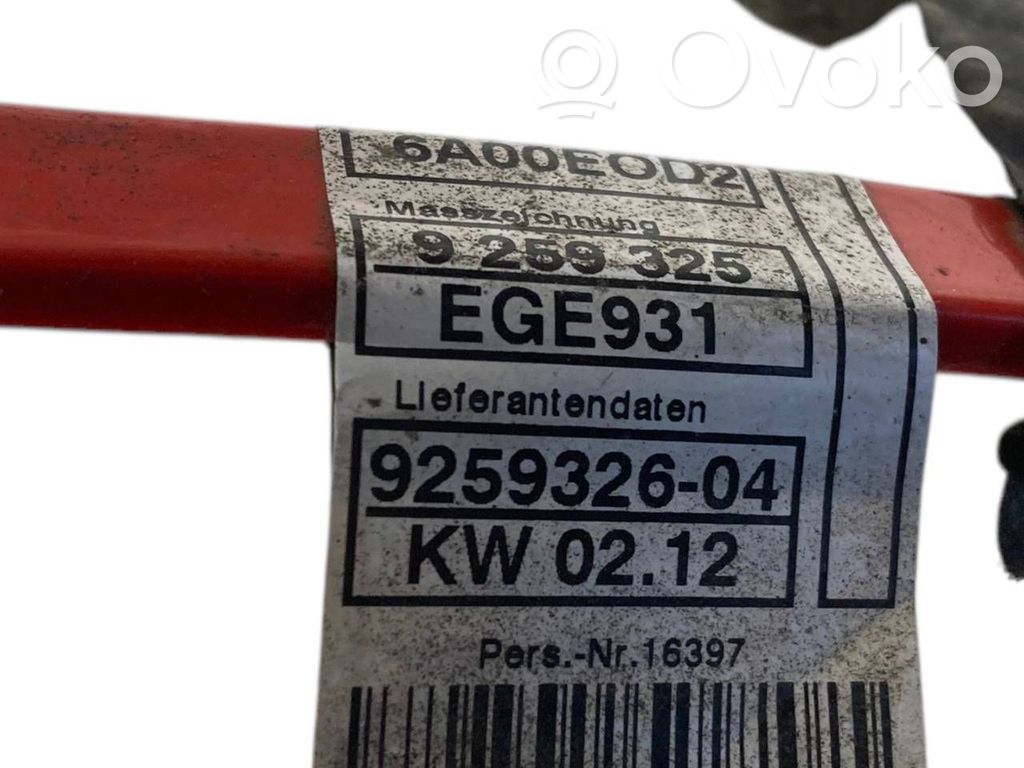 Ovoko
6A00EOD2
Masszeichnung
9 259 325
EGE931
Lieferantendaten
9259326-04
KW 02.12
Pers.-Nr.16397